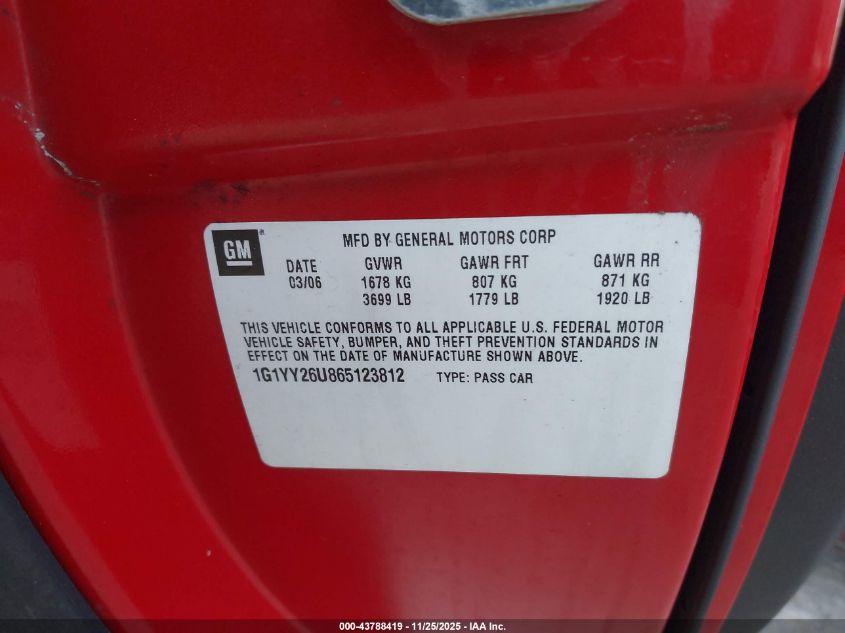 GM
MFD BY GENERAL MOTORS CORP
DATE GVWR GAWR FRT GAWR RR
03/06 1678 KG 807 KG 871 KG
3699 LB 1779 LB 1920 LB
THIS VEHICLE CONFORMS TO ALL APPLICABLE U.S. FEDERAL MOTOR
VEHICLE SAFETY, BUMPER, AND THEFT PREVENTION STANDARDS IN
EFFECT ON THE DATE OF MANUFACTURE SHOWN ABOVE.
1G1YY26U865123812 TYPE: PASS CAR
000-43788419 - 11/25/2025 - IAA Inc.